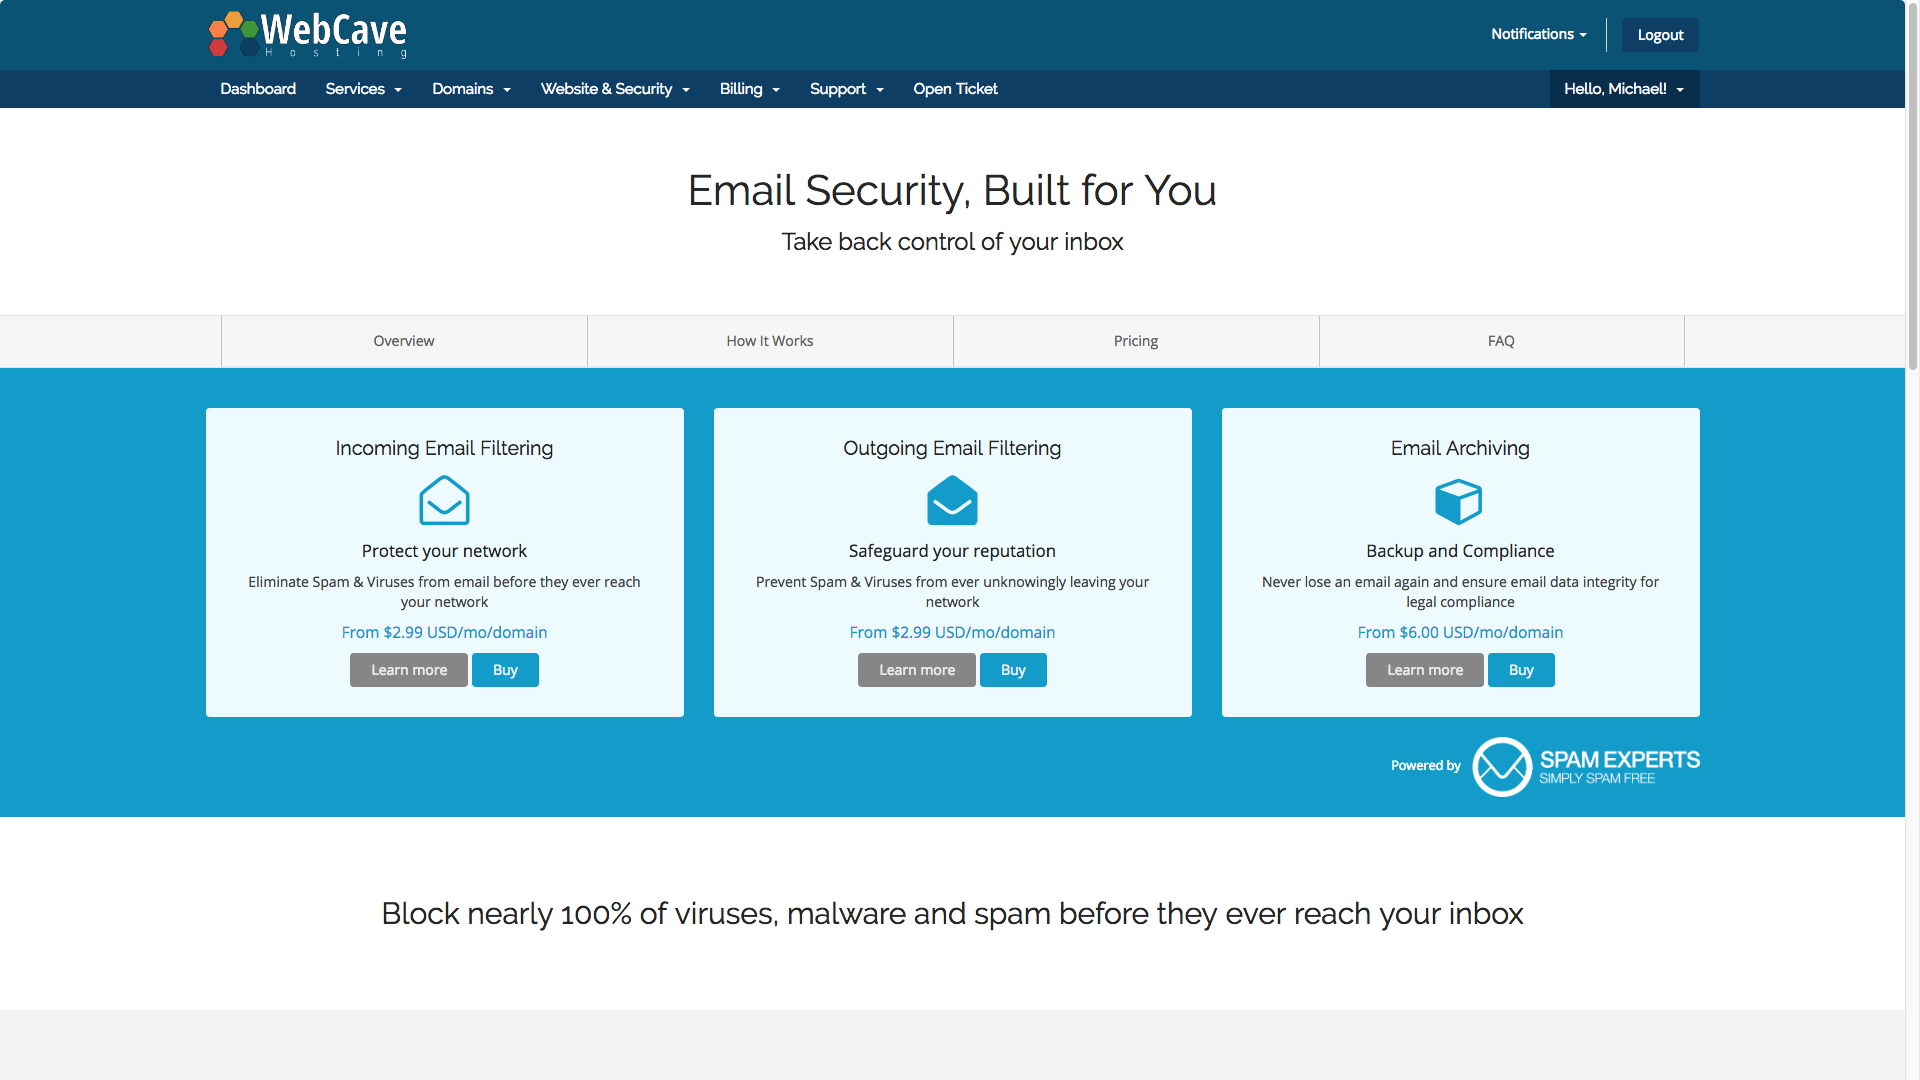 WebCave
Hosting
Notifications
Logout
Dashboard Services Domains Website & Security Billing Support Open Ticket Hello, Michael!
Email Security, Built for You
Take back control of your inbox
Overview How It Works Pricing FAQ
Incoming Email Filtering
Protect your network
Eliminate Spam & Viruses from email before they ever reach
your network
From $2.99 USD/mo/domain
Learn more Buy
Outgoing Email Filtering
Safeguard your reputation
Prevent Spam & Viruses from ever unknowingly leaving your
network
From $2.99 USD/mo/domain
Learn more Buy
Email Archiving
Backup and Compliance
Never lose an email again and ensure email data integrity for
legal compliance
From $6.00 USD/mo/domain
Learn more Buy
Powered by
SPAM EXPERTS
SIMPLY SPAM FREE
Block nearly 100% of viruses, malware and spam before they ever reach your inbox